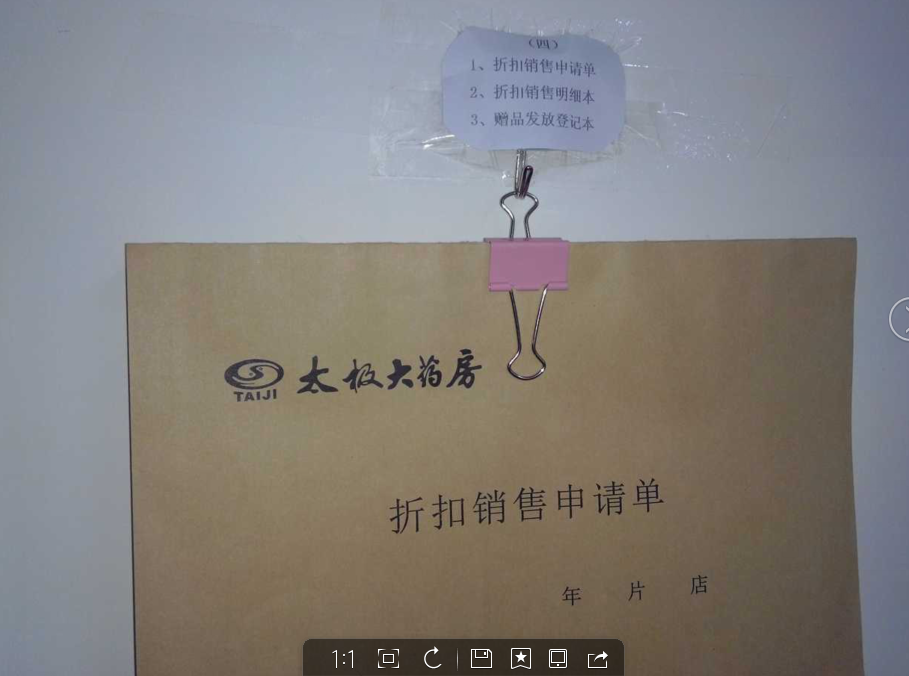 （四）
1、折扣销售申请单
2、折扣销售明细本
3、赠品发放登记本
TAIJI 太极大药房
折扣销售申请单
年 片 店
1:1